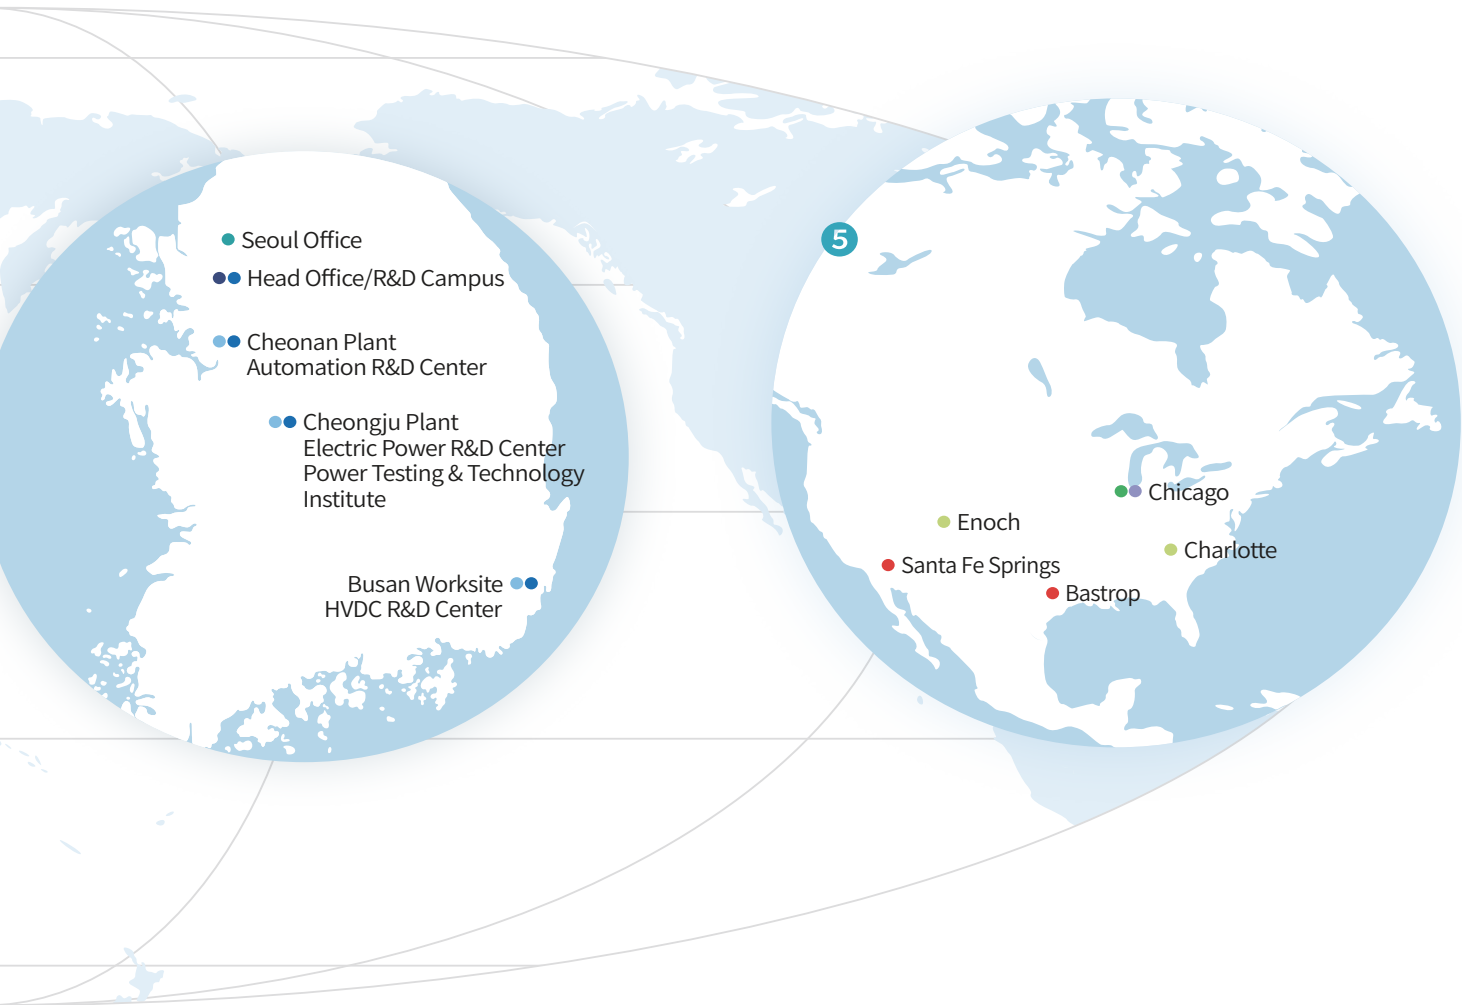 Seoul Office
Head Office/R&D Campus
Cheonan Plant
Automation R&D Center
Cheongju Plant
Electric Power R&D Center
Power Testing & Technology
Institute
Busan Worksite
HVDC R&D Center
5
Chicago
Enoch
Charlotte
Santa Fe Springs
Bastrop